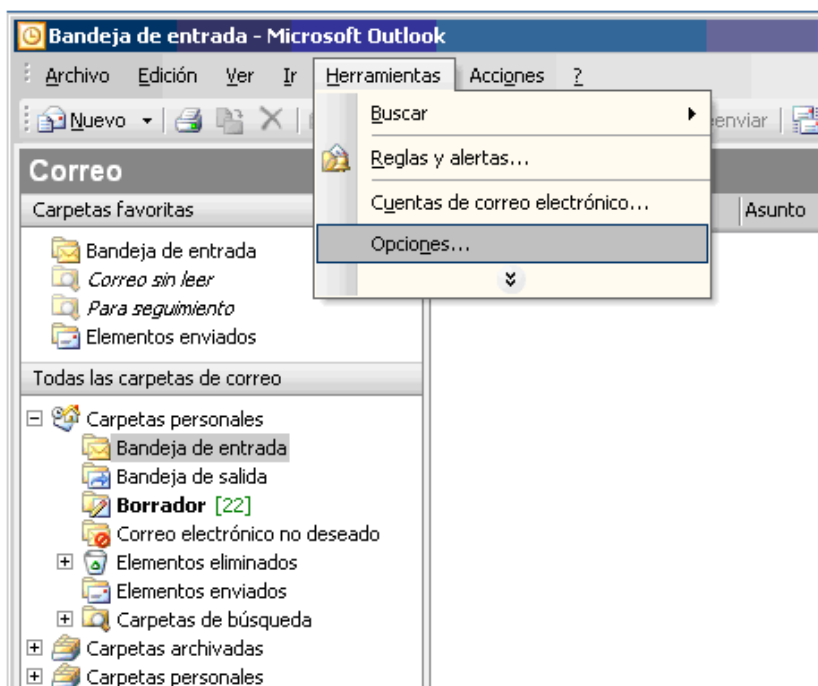 Bandeja de entrada - Microsoft Outlook
Archivo Edición Ver Ir Herramientas Acciones ?
Nuevo
Buscar
Reglas y alertas...
Cuentas de correo electrónico...
Opciones...
Asunto
Correo
Carpetas favoritas
Bandeja de entrada
Correo sin leer
Para seguimiento
Elementos enviados
Todas las carpetas de correo
Carpetas personales
Bandeja de entrada
Bandeja de salida
Borrador [22]
Correo electrónico no deseado
Elementos eliminados
Elementos enviados
Carpetas de búsqueda
Carpetas archivadas
Carpetas personales